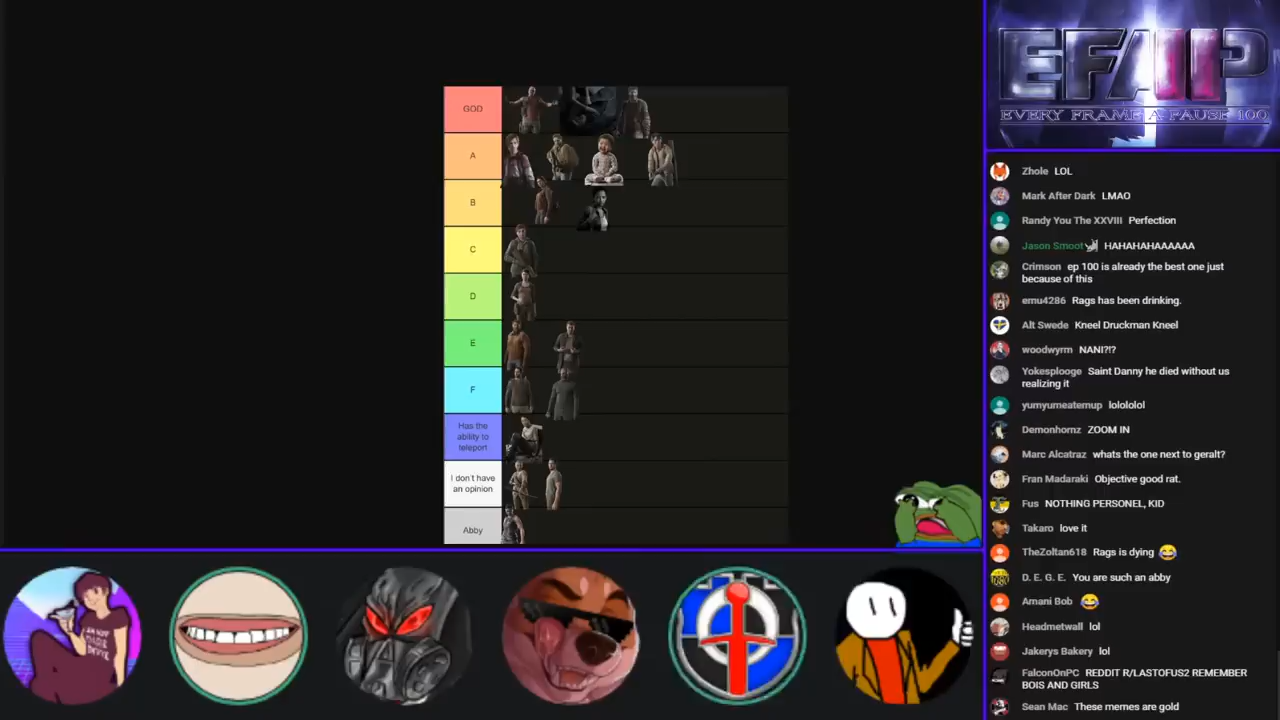 GOD
A
B
C
D
E
F
Has the
ability to
teleport
I don't have
an opinion
Abby
EFAP
EVERY FRAME A PAUSE 100
Zhole LOL
Mark After Dark LMAO
Randy You The XXVIII Perfection
Jason Smoot HAHAHAHAAAAAA
Crimson ep 100 is already the best one just
because of this
emu4286 Rags has been drinking.
Alt Swede Kneel Druckman Kneel
woodwyrm NANI?!?
Yokesplooge Saint Danny he died without us
realizing it
yumyumeatemup lolololol
Demonhornz ZOOM IN
Marc Alcatraz whats the one next to geralt?
Fran Madaraki Objective good rat.
Fus NOTHING PERSONEL, KID
Takaro love it
TheZoltan618 Rags is dying 😂
D. E. G. E. You are such an abby
Amani Bob 😂
Headmetwall lol
Jakerys Bakery lol
FalconOnPC REDDIT R/LASTOFUS2 REMEMBER
BOIS AND GIRLS
Sean Mac These memes are gold